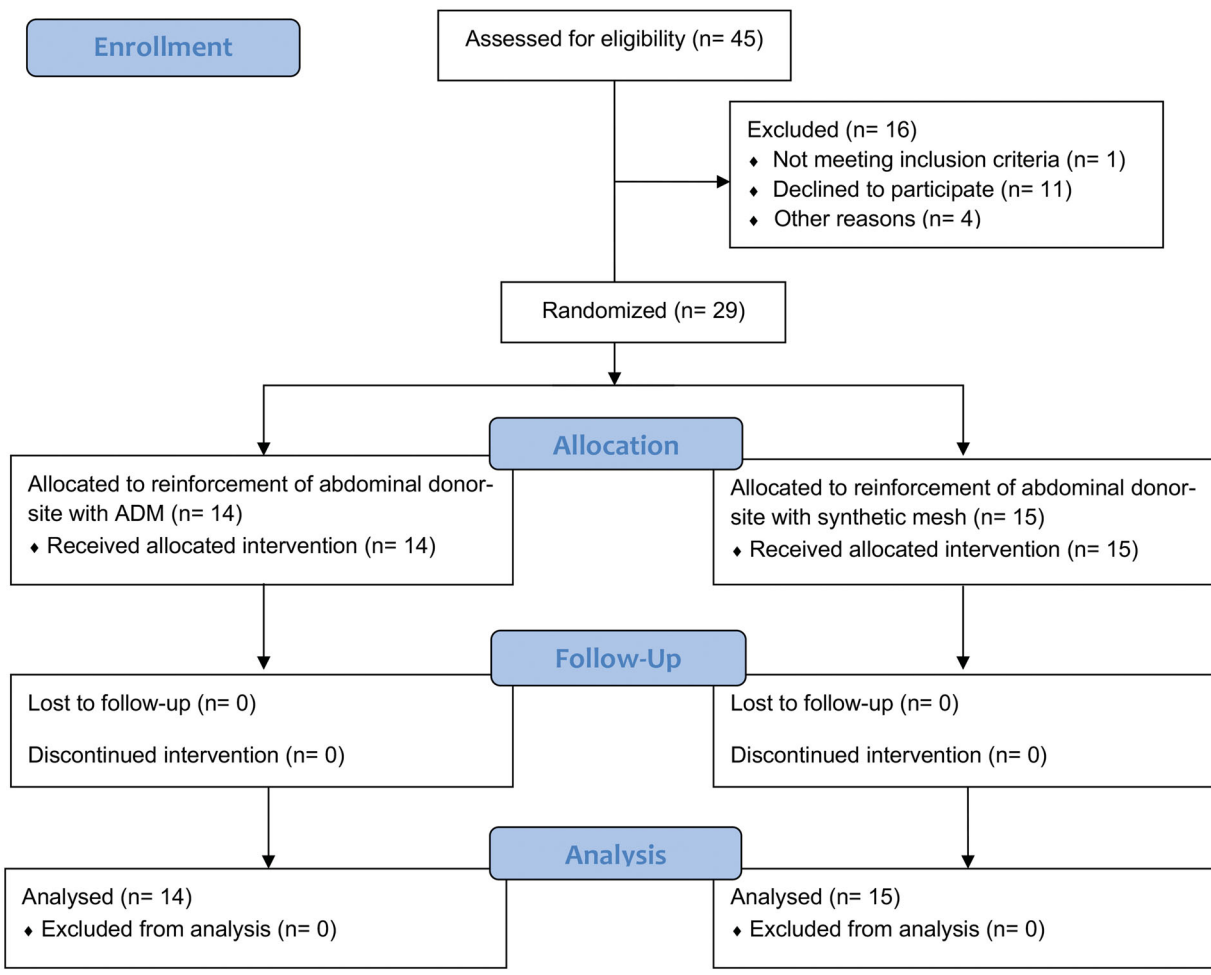 Enrollment
Assessed for eligibility (n= 45)
Excluded (n= 16)
♦ Not meeting inclusion criteria (n= 1)
♦ Declined to participate (n= 11)
♦ Other reasons (n= 4)
Randomized (n= 29)
Allocation
Allocated to reinforcement of abdominal donor-
site with ADM (n= 14)
♦ Received allocated intervention (n= 14)
Allocated to reinforcement of abdominal donor-
site with synthetic mesh (n= 15)
♦ Received allocated intervention (n= 15)
Follow-Up
Lost to follow-up (n= 0)
Discontinued intervention (n= 0)
Lost to follow-up (n= 0)
Discontinued intervention (n= 0)
Analysis
Analysed (n= 14)
♦ Excluded from analysis (n= 0)
Analysed (n= 15)
♦ Excluded from analysis (n= 0)